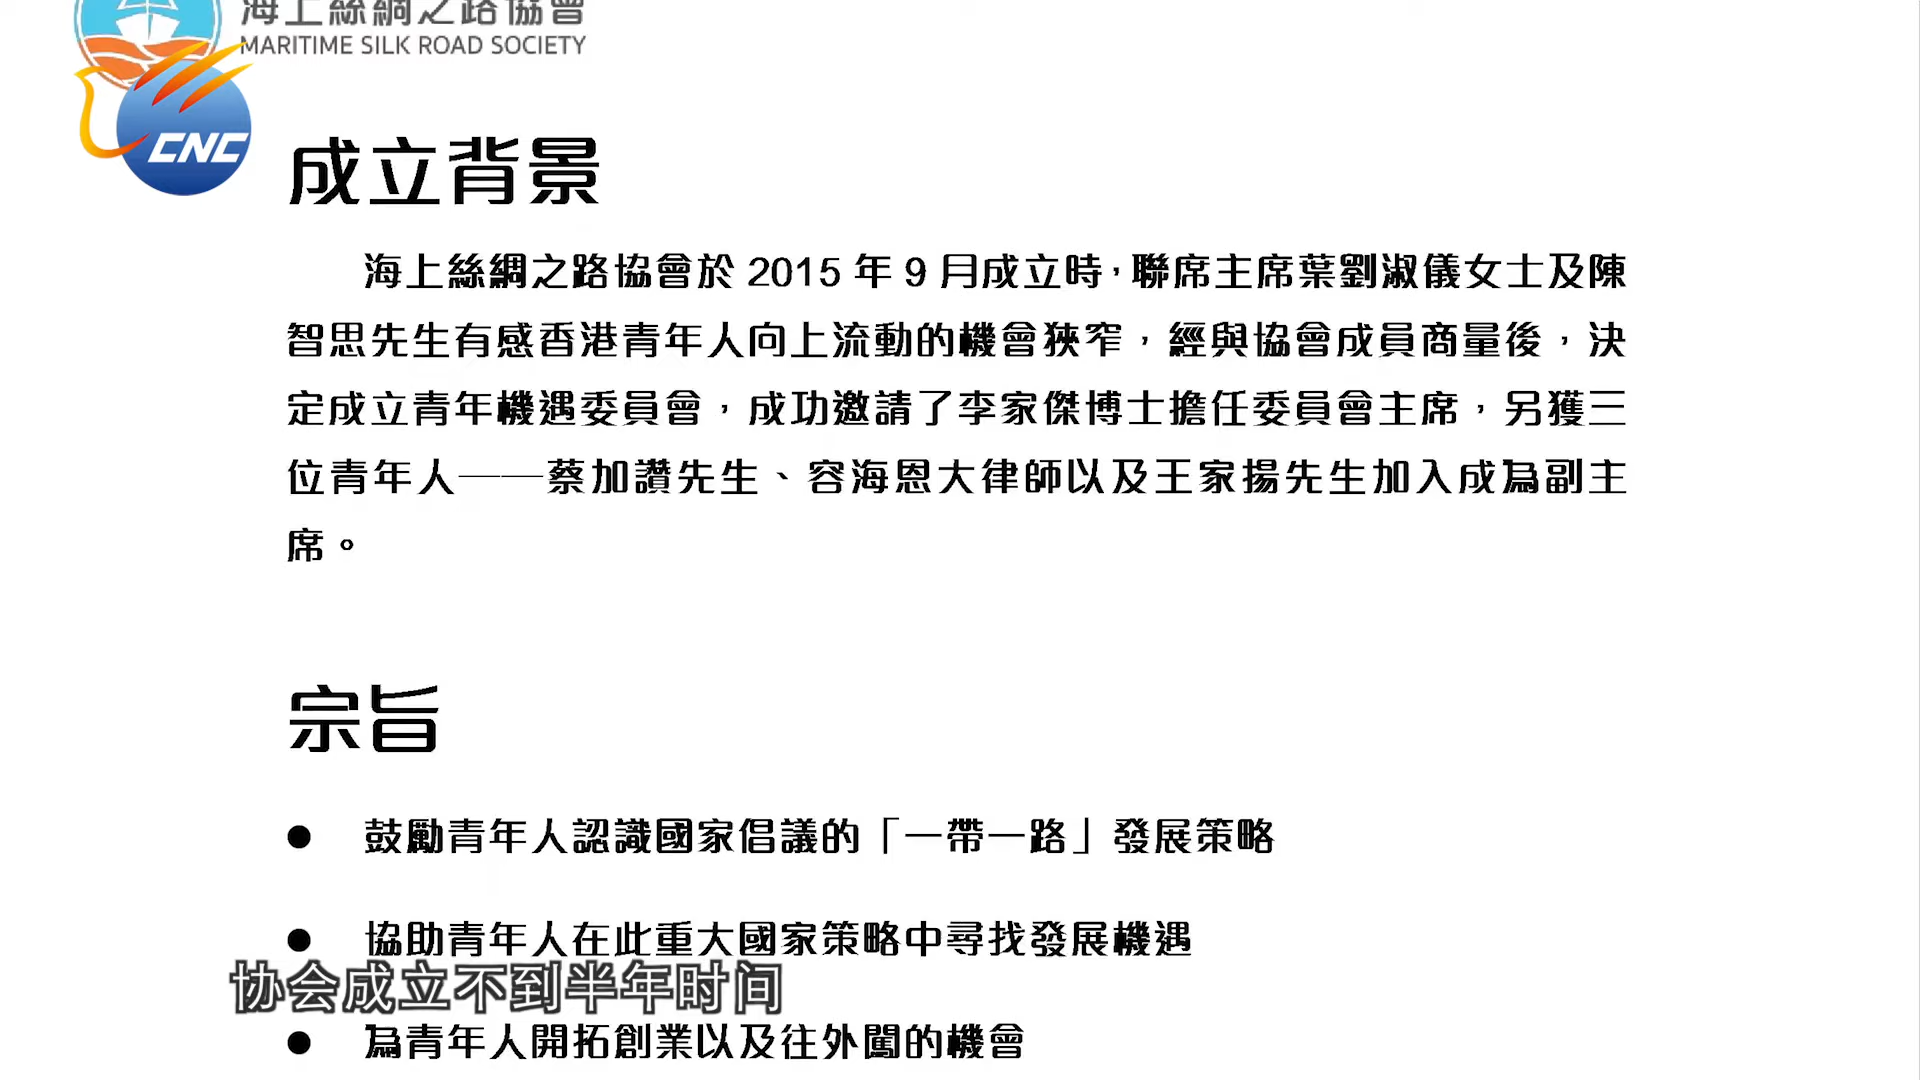 海上絲綢之路協會
MARITIME SILK ROAD SOCIETY
CNC
成立背景
海上絲綢之路協會於 2015 年 9 月成立時，聯席主席葉劉淑儀女士及陳
智思先生有感香港青年人向上流動的機會狹窄，經與協會成員商量後，決
定成立青年機遇委員會，成功邀請了李家傑博士擔任委員會主席，另獲三
位青年人——蔡加讚先生、容海恩大律師以及王家揚先生加入成為副主
席。
宗旨
● 鼓勵青年人認識國家倡議的「一帶一路」發展策略
● 協助青年人在此重大國家策略中尋找發展機遇
协会成立不到半年时间
● 為青年人開拓創業以及往外闖的機會